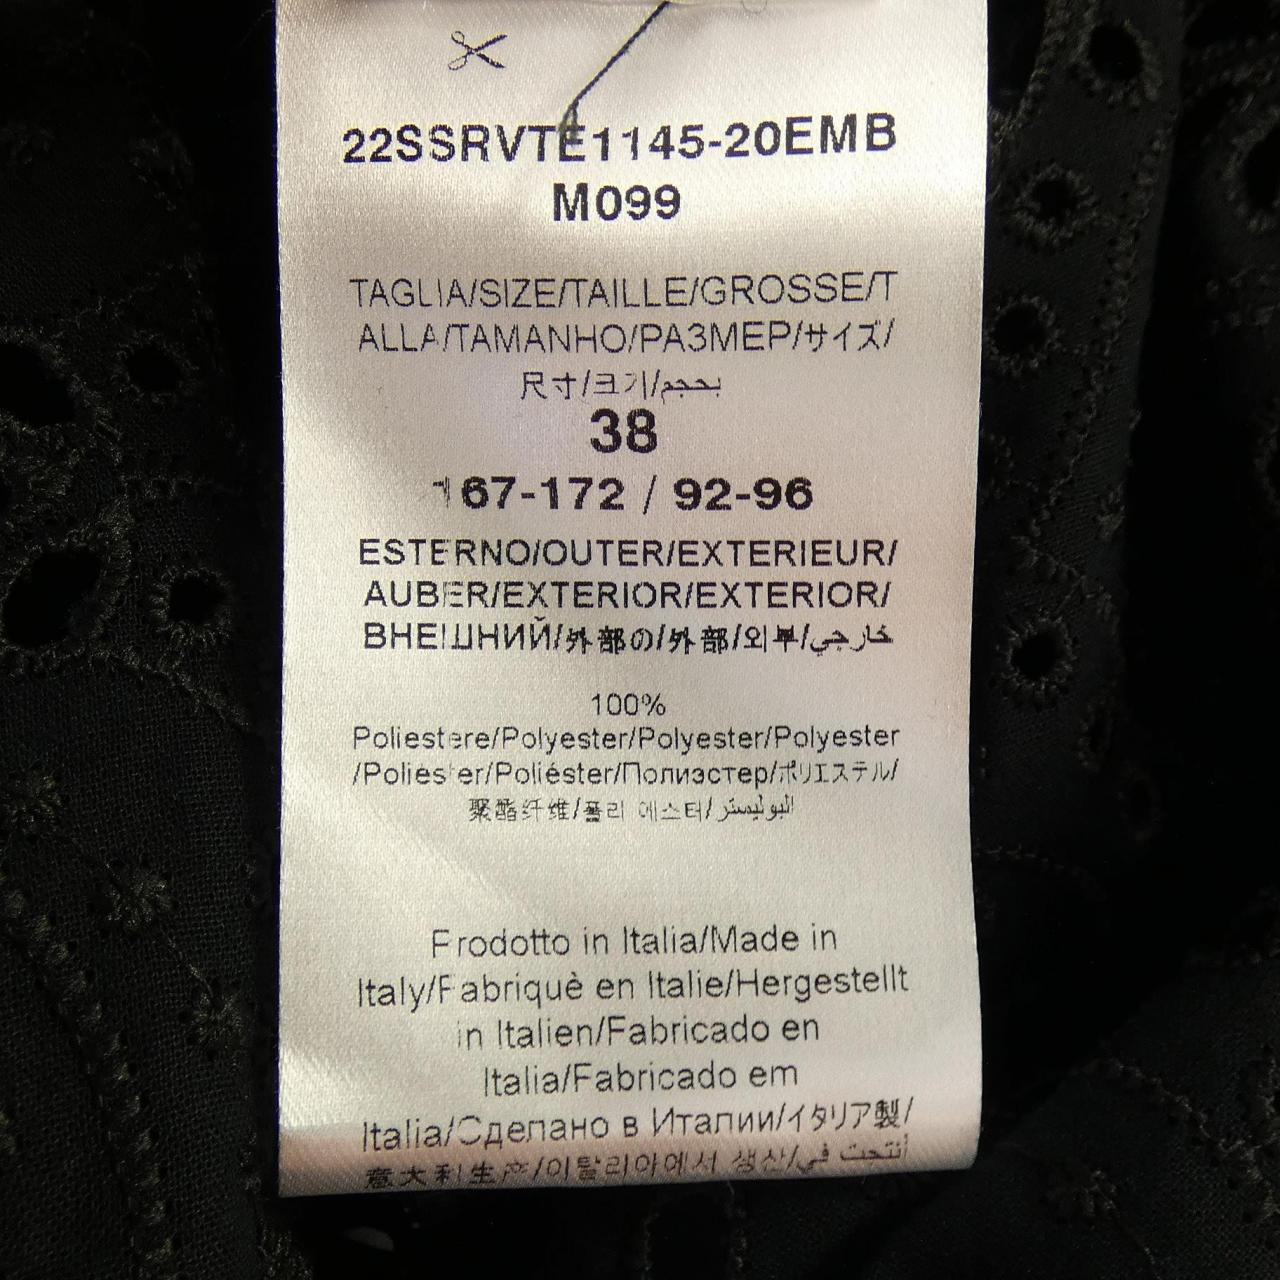 22SSRVTE1145-20EMB
M099
TAGLIA/SIZE/TAILLE/GROSSE/T
ALLA/TAMANHO/РАЗМЕР/サイズ/
尺寸/크기/بحجم
38
167-172 / 92-96
ESTERNO/OUTER/EXTERIEUR/
AUBER/EXTERIOR/EXTERIOR/
ВНЕШНИЙ/外部の/外部/외부/خارجي
100%
Poliestere/Polyester/Polyester/Polyester
/Poliester/Poliéster/Полиэстер/ポリエステル/
聚酯纤维/폴리 에스터/البوليستر
Prodotto in Italia/Made in
Italy/Fabriquè en Italie/Hergestellt
in Italien/Fabricado en
Italia/Fabricado em
Italia/Сделано в Италии/イタリア製/
意大利生产/이탈리아에서 생산/أنتجت في